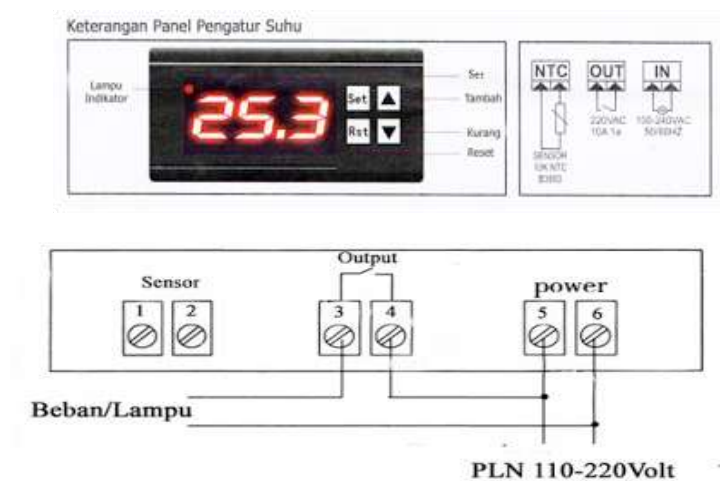 Keterangan Panel Pengatur Suhu
Lampu
Indikator
25.3
Set
Rst
Set
Tambah
Kurang
Reset
NTC OUT IN
220VAC
10A 1a
100-240VAC
50/60HZ
SENSOR
10K NTC
Output
Sensor
power
1 2 3 4 5 6
Beban/Lampu
PLN 110-220Volt